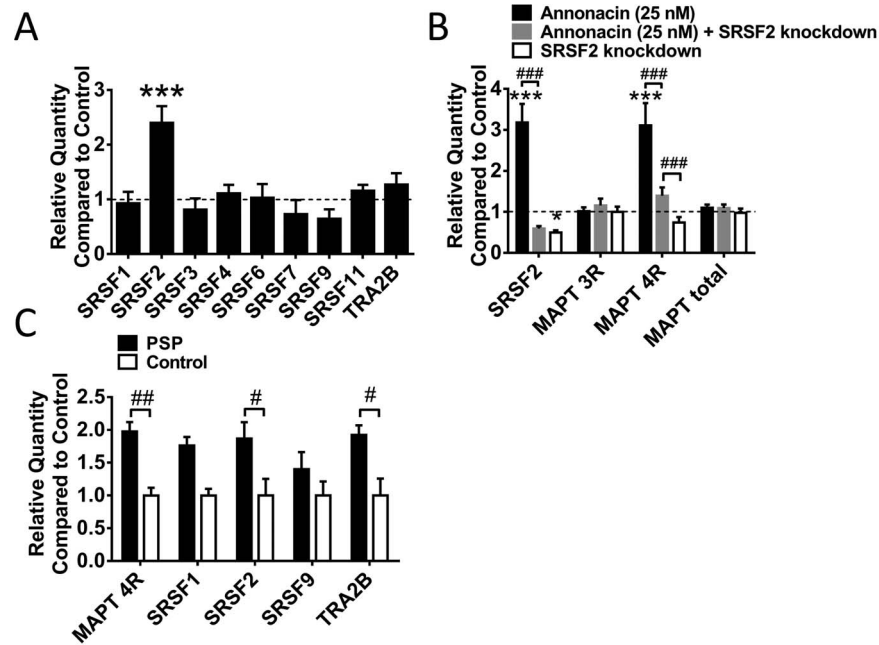 A
Relative Quantity
Compared to Control
3
2
1
0
***
SRSF1
SRSF2
SRSF3
SRSF4
SRSF6
SRSF7
SRSF9
SRSF11
TRA2B
B
Annonacin (25 nM)
Annonacin (25 nM) + SRSF2 knockdown
SRSF2 knockdown
Relative Quantity
Compared to Control
4
3
2
1
0
###
***
*
###
***
###
SRSF2
MAPT 3R
MAPT 4R
MAPT total
C
PSP
Control
Relative Quantity
Compared to Control
2.5
2.0
1.5
1.0
0.5
0.0
##
#
#
MAPT 4R
SRSF1
SRSF2
SRSF9
TRA2B